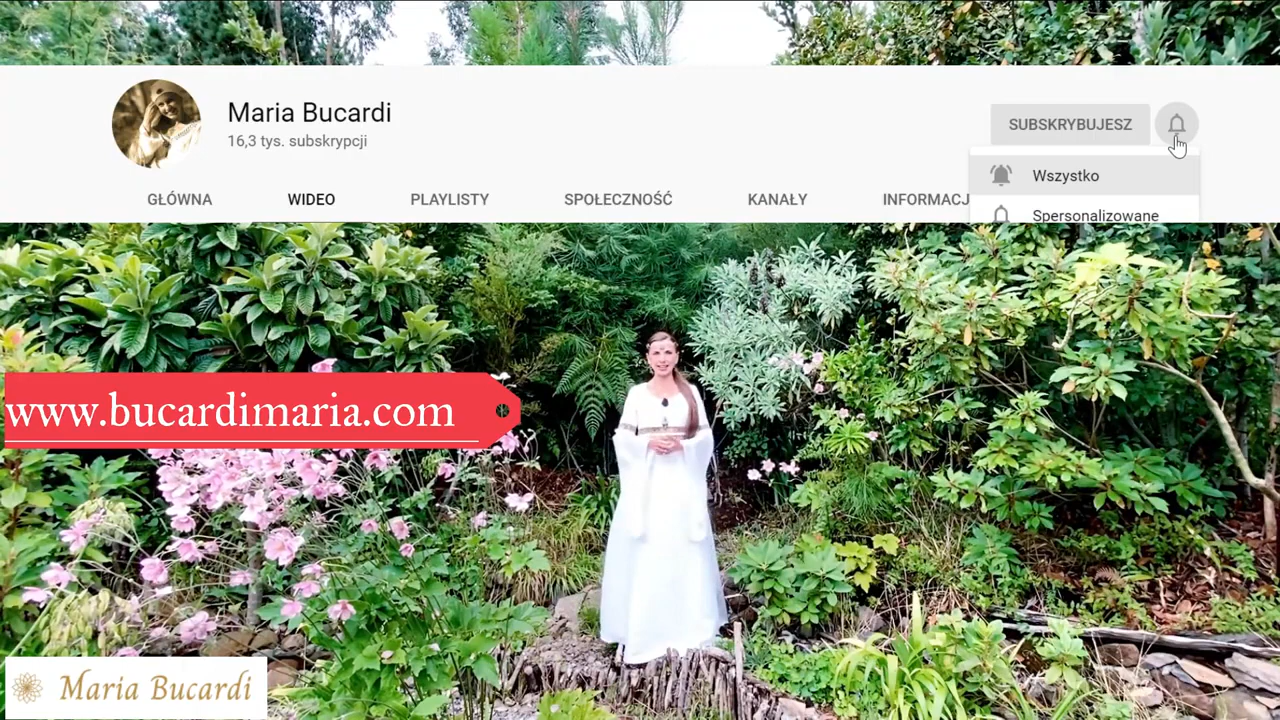 Maria Bucardi
16,3 tys. subskrypcji
SUBSKRYBUJESZ
Wszystko
Spersonalizowane
GŁÓWNA WIDEO PLAYLISTY SPOŁECZNOŚĆ KANAŁY INFORMACJ
www.bucardimaria.com
Maria Bucardi